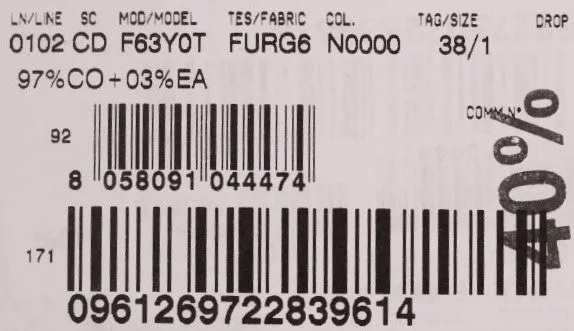 LN/LINE SC MOD/MODEL TES/FABRIC COL. TAG/SIZE DROP
0102 CD F63Y0T FURG6 N0000 38/1
97%CO+03%EA
COMM.N°
40%
92
8 058091 044474
171
0961269722839614